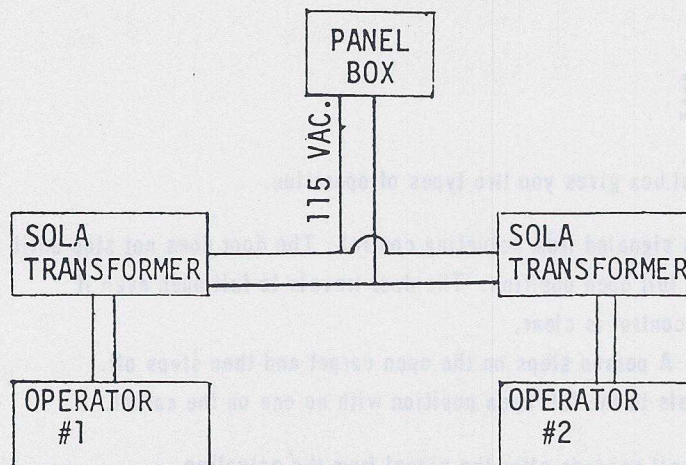 PANEL
BOX
115 VAC.
SOLA
TRANSFORMER
SOLA
TRANSFORMER
OPERATOR
#1
OPERATOR
#2